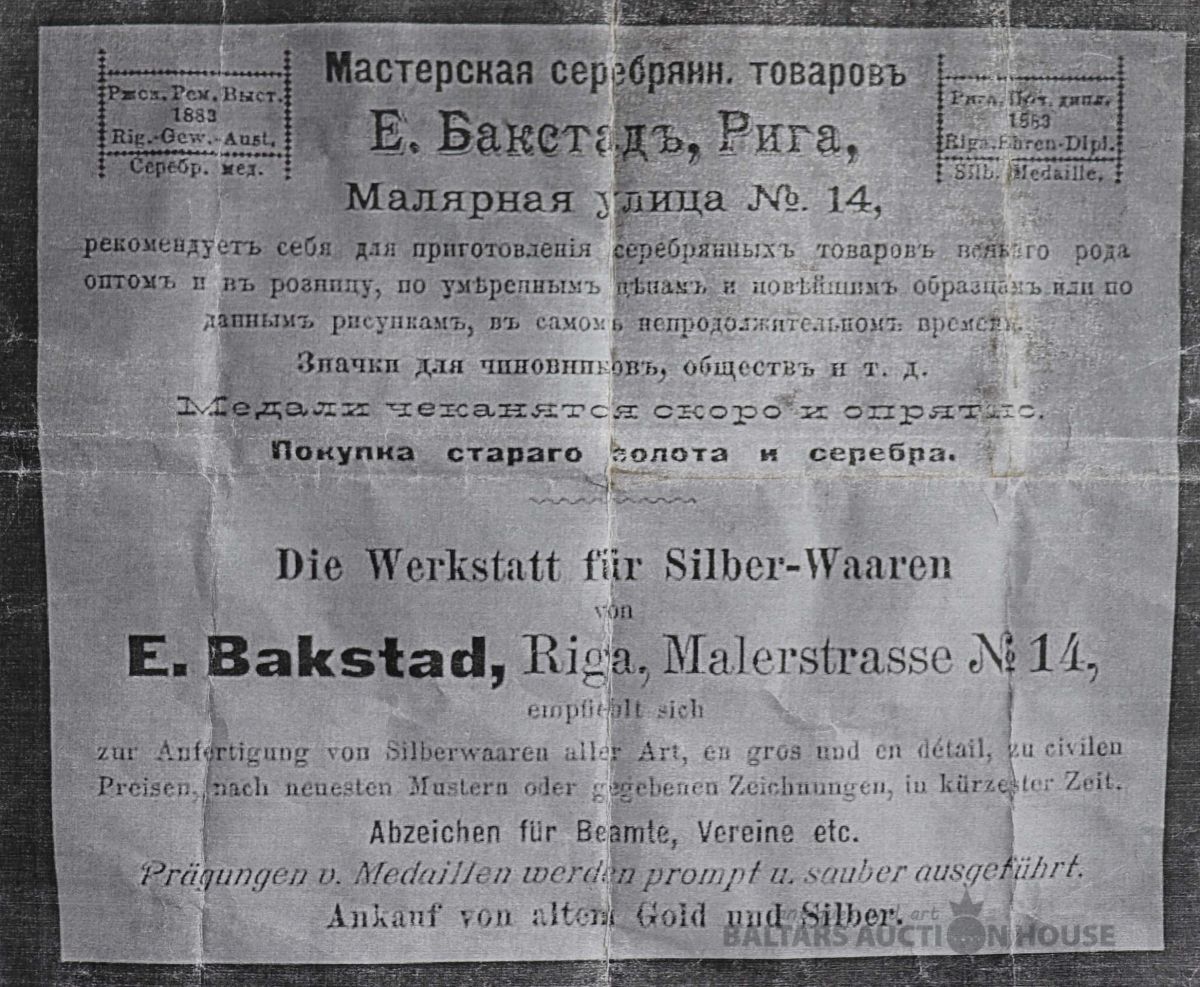 Ржск. Рем. Выст.
1883
Rig.-Gew.-Aust.
Серебр. мед.
Мастерская серебрянн. товаровъ
Е. Бакстадъ, Рига,
Малярная улица №. 14,
Рига. Поч. дипл.
1883
Riga. Ehren-Dipl.
Silb. Medaille.
рекомендуетъ себя для приготовленія серебрянныхъ товаровъ всякаго рода
оптомъ и въ розницу, по умѣреннымъ цѣнамъ и новѣйшимъ образцамъ или по
даннымъ рисункамъ, въ самомъ непродолжительномъ времени.
Значки для чиновниковъ, обществъ и т. д.
Медали чеканятся скоро и опрятно.
Покупка стараго золота и серебра.
Die Werkstatt für Silber-Waaren
von
E. Bakstad, Riga, Malerstrasse № 14,
empfiehlt sich
zur Anfertigung von Silberwaaren aller Art, en gros und en détail, zu civilen
Preisen, nach neuesten Mustern oder gegebenen Zeichnungen, in kürzester Zeit.
Abzeichen für Beamte, Vereine etc.
Prägungen v. Medaillen werden prompt u. sauber ausgeführt.
Ankauf von altem Gold und Silber.
art
BALTARS AUCTION HOUSE